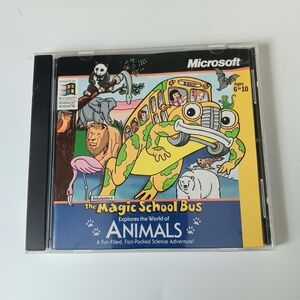 Microsoft
Ages
6 to 10
Scholastic's
The Magic School Bus
Explores the World of
ANIMALS
A Fun-Filled, Fact-Packed Science Adventure!